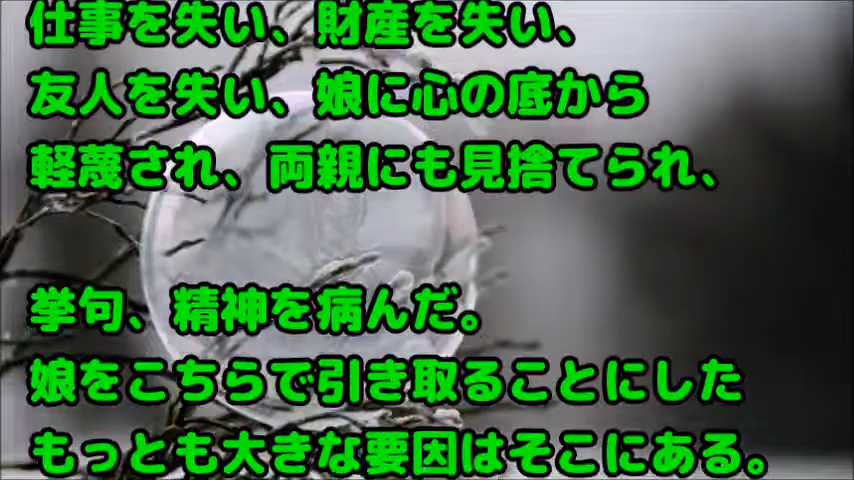 仕事を失い、財産を失い、
友人を失い、娘に心の底から
軽蔑され、両親にも見捨てられ、
挙句、精神を病んだ。
娘をこちらで引き取ることにした
もっとも大きな要因はそこにある。